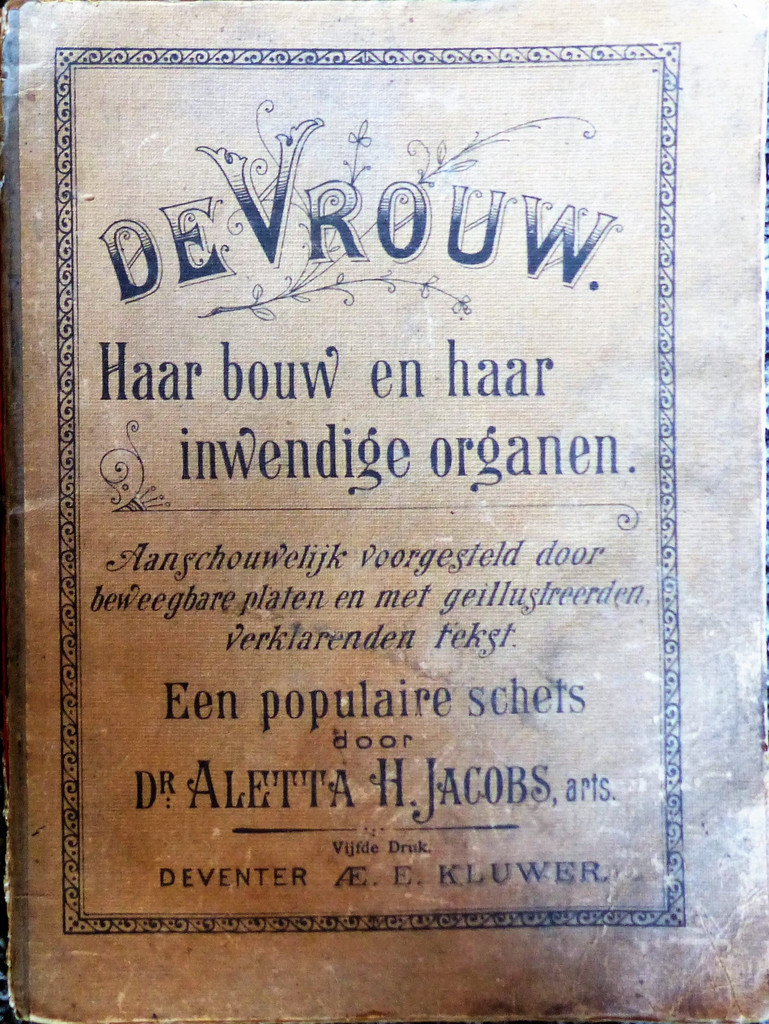 DE VROUW.
Haar bouw en haar
inwendige organen.
Aanschouwelijk voorgesteld door
beweegbare platen en met geillustreerden,
verklarenden tekst.
Een populaire schets
door
DR. ALETTA H. JACOBS, arts.
Vijfde Druk.
DEVENTER Æ. E. KLUWER.